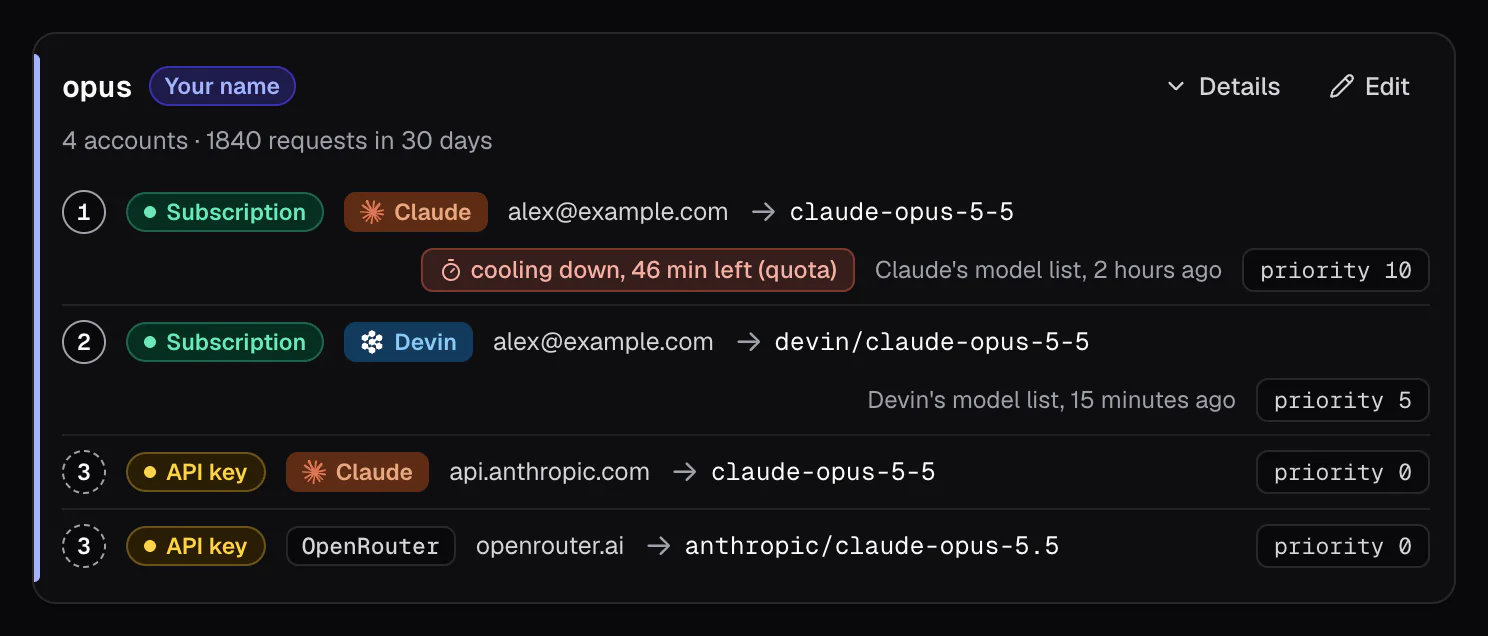 opus Your name Details Edit
4 accounts · 1840 requests in 30 days
1 Subscription Claude alex@example.com → claude-opus-5-5
cooling down, 46 min left (quota) Claude's model list, 2 hours ago priority 10
2 Subscription Devin alex@example.com → devin/claude-opus-5-5
Devin's model list, 15 minutes ago priority 5
3 API key Claude api.anthropic.com → claude-opus-5-5 priority 0
3 API key OpenRouter openrouter.ai → anthropic/claude-opus-5.5 priority 0